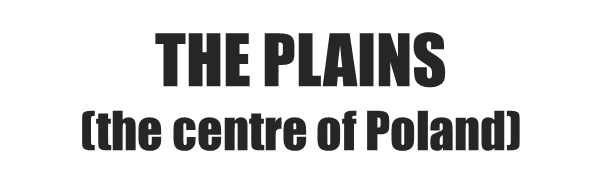 THE PLAINS
(the centre of Poland)